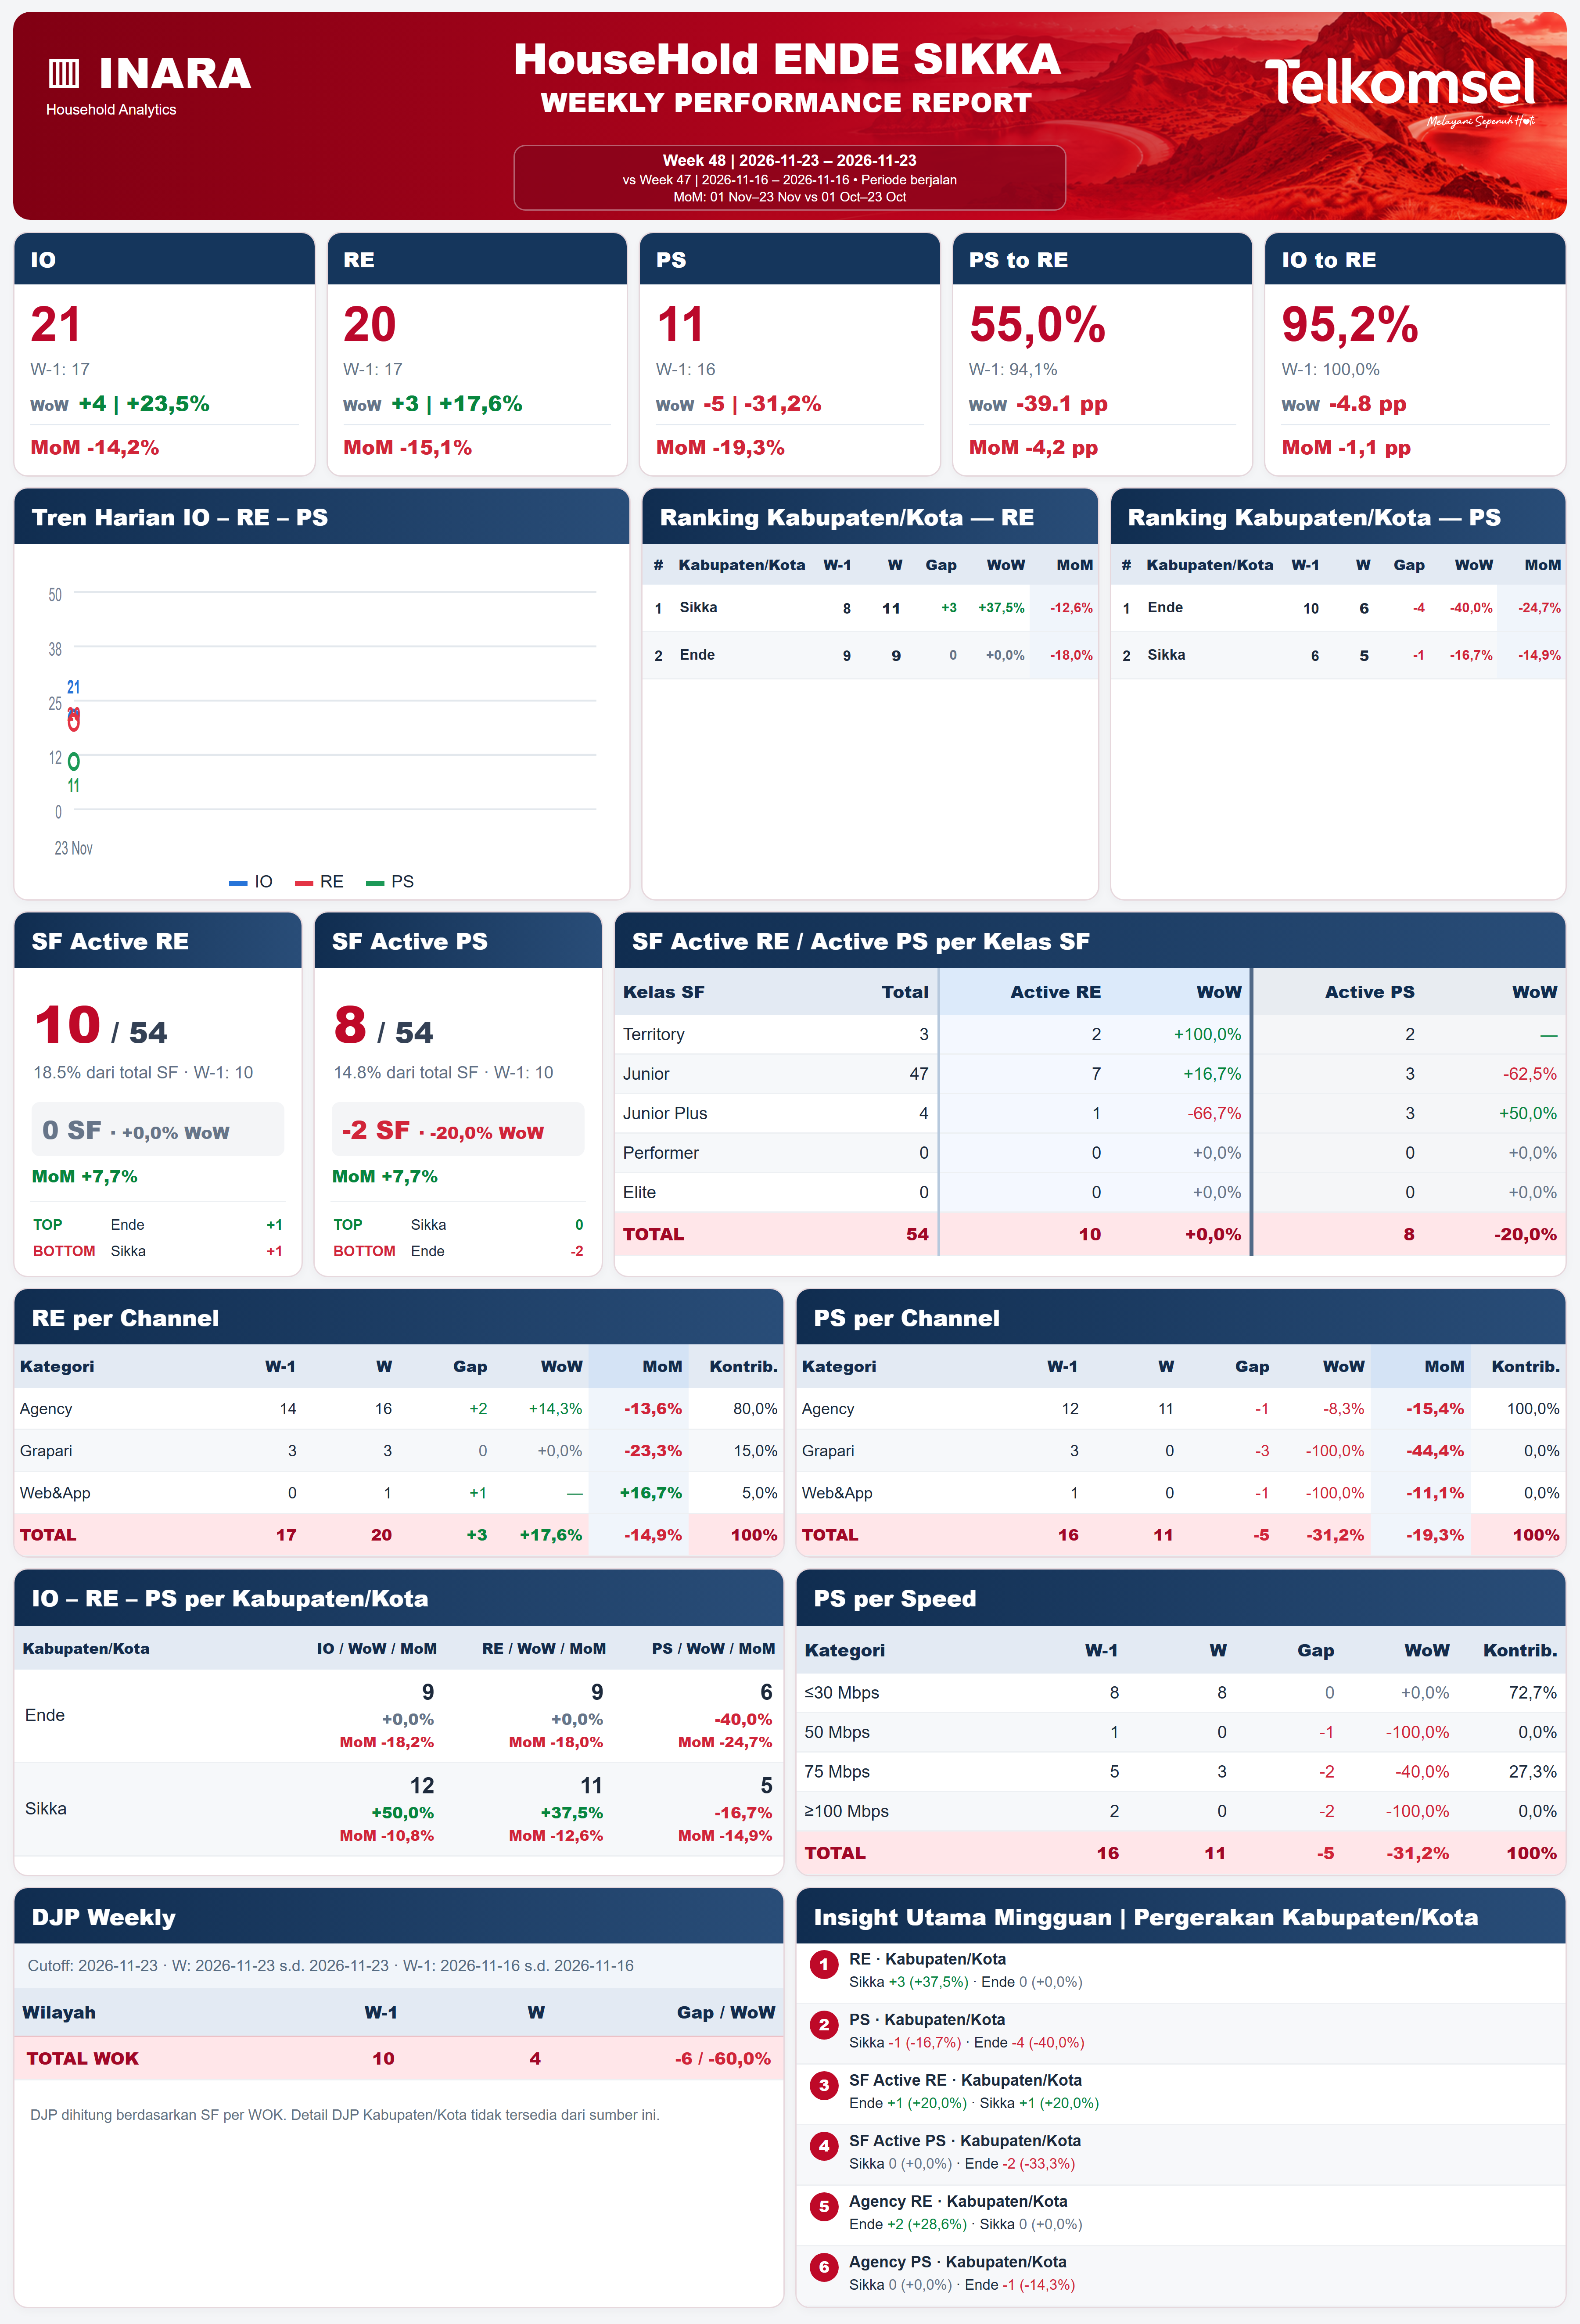 INARA
Household Analytics
HouseHold ENDE SIKKA
WEEKLY PERFORMANCE REPORT
Week 48 | 2026-11-23 – 2026-11-23
vs Week 47 | 2026-11-16 – 2026-11-16 • Periode berjalan
MoM: 01 Nov–23 Nov vs 01 Oct–23 Oct
Telkomsel
Melayani Sepenuh Hati
IO
21
W-1: 17
WoW +4 | +23,5%
MoM -14,2%
RE
20
W-1: 17
WoW +3 | +17,6%
MoM -15,1%
PS
11
W-1: 16
WoW -5 | -31,2%
MoM -19,3%
PS to RE
55,0%
W-1: 94,1%
WoW -39.1 pp
MoM -4,2 pp
IO to RE
95,2%
W-1: 100,0%
WoW -4.8 pp
MoM -1,1 pp
Tren Harian IO – RE – PS
50
38
25
12
0
21
11
23 Nov
IO RE PS
Ranking Kabupaten/Kota — RE
# Kabupaten/Kota W-1 W Gap WoW MoM
1 Sikka 8 11 +3 +37,5% -12,6%
2 Ende 9 9 0 +0,0% -18,0%
Ranking Kabupaten/Kota — PS
# Kabupaten/Kota W-1 W Gap WoW MoM
1 Ende 10 6 -4 -40,0% -24,7%
2 Sikka 6 5 -1 -16,7% -14,9%
SF Active RE
10 / 54
18.5% dari total SF · W-1: 10
0 SF · +0,0% WoW
MoM +7,7%
TOP Ende +1
BOTTOM Sikka +1
SF Active PS
8 / 54
14.8% dari total SF · W-1: 10
-2 SF · -20,0% WoW
MoM +7,7%
TOP Sikka 0
BOTTOM Ende -2
SF Active RE / Active PS per Kelas SF
Kelas SF Total Active RE WoW Active PS WoW
Territory 3 2 +100,0% 2 —
Junior 47 7 +16,7% 3 -62,5%
Junior Plus 4 1 -66,7% 3 +50,0%
Performer 0 0 +0,0% 0 +0,0%
Elite 0 0 +0,0% 0 +0,0%
TOTAL 54 10 +0,0% 8 -20,0%
RE per Channel
Kategori W-1 W Gap WoW MoM Kontrib.
Agency 14 16 +2 +14,3% -13,6% 80,0%
Grapari 3 3 0 +0,0% -23,3% 15,0%
Web&App 0 1 +1 — +16,7% 5,0%
TOTAL 17 20 +3 +17,6% -14,9% 100%
PS per Channel
Kategori W-1 W Gap WoW MoM Kontrib.
Agency 12 11 -1 -8,3% -15,4% 100,0%
Grapari 3 0 -3 -100,0% -44,4% 0,0%
Web&App 1 0 -1 -100,0% -11,1% 0,0%
TOTAL 16 11 -5 -31,2% -19,3% 100%
IO – RE – PS per Kabupaten/Kota
Kabupaten/Kota IO / WoW / MoM RE / WoW / MoM PS / WoW / MoM
9 9 6
Ende +0,0% +0,0% -40,0%
MoM -18,2% MoM -18,0% MoM -24,7%
12 11 5
Sikka +50,0% +37,5% -16,7%
MoM -10,8% MoM -12,6% MoM -14,9%
PS per Speed
Kategori W-1 W Gap WoW Kontrib.
≤30 Mbps 8 8 0 +0,0% 72,7%
50 Mbps 1 0 -1 -100,0% 0,0%
75 Mbps 5 3 -2 -40,0% 27,3%
≥100 Mbps 2 0 -2 -100,0% 0,0%
TOTAL 16 11 -5 -31,2% 100%
DJP Weekly
Cutoff: 2026-11-23 · W: 2026-11-23 s.d. 2026-11-23 · W-1: 2026-11-16 s.d. 2026-11-16
Wilayah W-1 W Gap / WoW
TOTAL WOK 10 4 -6 / -60,0%
DJP dihitung berdasarkan SF per WOK. Detail DJP Kabupaten/Kota tidak tersedia dari sumber ini.
Insight Utama Mingguan | Pergerakan Kabupaten/Kota
1 RE · Kabupaten/Kota
Sikka +3 (+37,5%) · Ende 0 (+0,0%)
2 PS · Kabupaten/Kota
Sikka -1 (-16,7%) · Ende -4 (-40,0%)
3 SF Active RE · Kabupaten/Kota
Ende +1 (+20,0%) · Sikka +1 (+20,0%)
4 SF Active PS · Kabupaten/Kota
Sikka 0 (+0,0%) · Ende -2 (-33,3%)
5 Agency RE · Kabupaten/Kota
Ende +2 (+28,6%) · Sikka 0 (+0,0%)
6 Agency PS · Kabupaten/Kota
Sikka 0 (+0,0%) · Ende -1 (-14,3%)